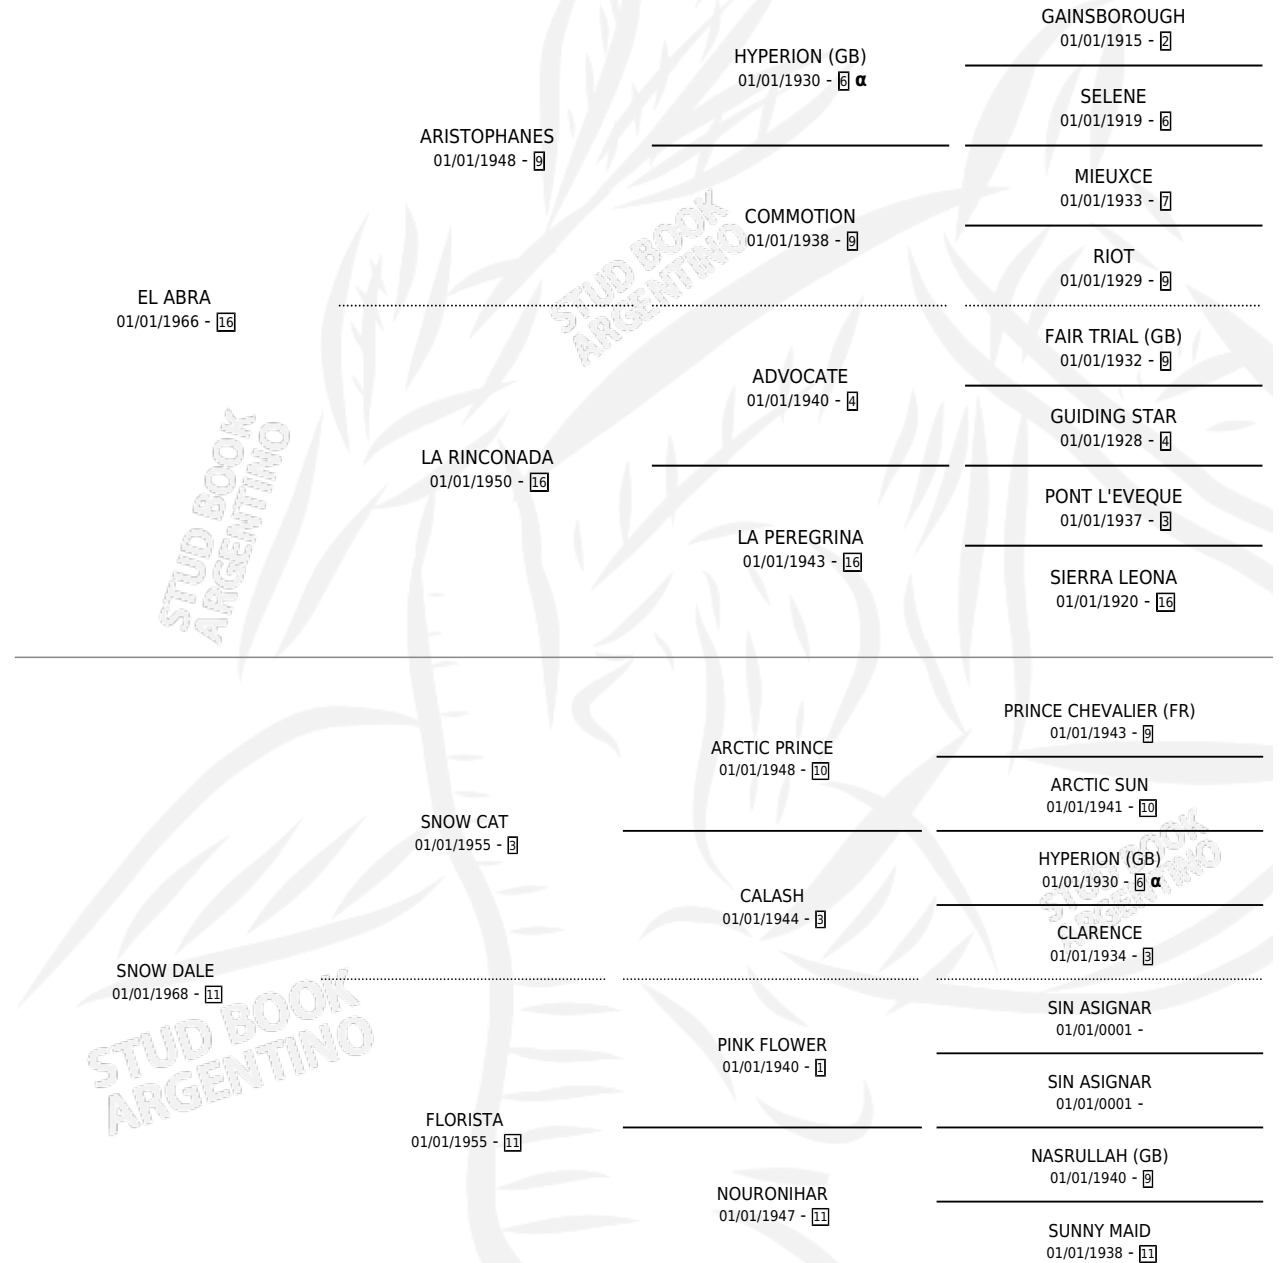 GAINSBOROUGH
01/01/1915 - 2
HYPERION (GB)
01/01/1930 - 6 α
SELENE
01/01/1919 - 6
ARISTOPHANES
01/01/1948 - 9
MIEUXCE
01/01/1933 - 7
COMMOTION
01/01/1938 - 9
RIOT
01/01/1929 - 9
EL ABRA
01/01/1966 - 16
FAIR TRIAL (GB)
01/01/1932 - 9
ADVOCATE
01/01/1940 - 4
GUIDING STAR
01/01/1928 - 4
LA RINCONADA
01/01/1950 - 16
PONT L'EVEQUE
01/01/1937 - 3
LA PEREGRINA
01/01/1943 - 16
SIERRA LEONA
01/01/1920 - 16
PRINCE CHEVALIER (FR)
01/01/1943 - 9
ARCTIC PRINCE
01/01/1948 - 10
ARCTIC SUN
01/01/1941 - 10
SNOW CAT
01/01/1955 - 3
HYPERION (GB)
01/01/1930 - 6 α
CALASH
01/01/1944 - 3
CLARENCE
01/01/1934 - 3
SNOW DALE
01/01/1968 - 11
SIN ASIGNAR
01/01/0001 -
PINK FLOWER
01/01/1940 - 1
SIN ASIGNAR
01/01/0001 -
FLORISTA
01/01/1955 - 11
NASRULLAH (GB)
01/01/1940 - 9
NOURONIHAR
01/01/1947 - 11
SUNNY MAID
01/01/1938 - 11
STUD BOOK
ARGENTINO
STUD BOOK
ARGENTINO
STUD BOOK
ARGENTINO
STUD BOOK
ARGENTINO